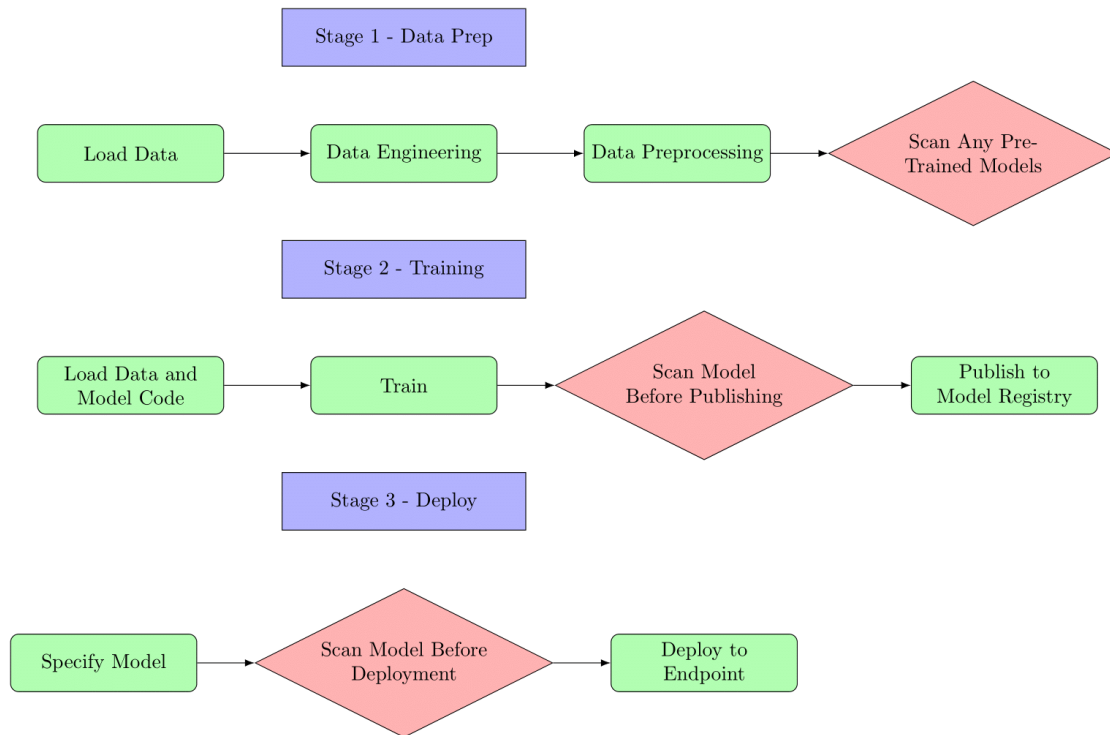 Stage 1 - Data Prep
Load Data
Data Engineering
Data Preprocessing
Scan Any Pre-
Trained Models
Stage 2 - Training
Load Data and
Model Code
Train
Scan Model
Before Publishing
Publish to
Model Registry
Stage 3 - Deploy
Specify Model
Scan Model Before
Deployment
Deploy to
Endpoint